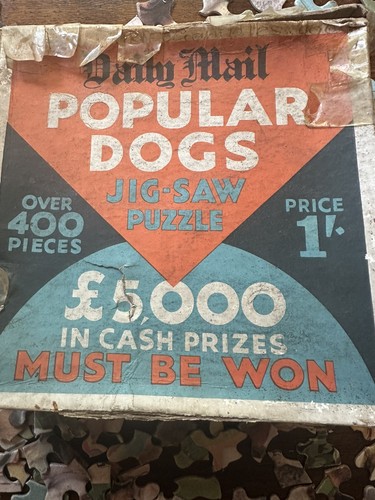 Daily Mail
POPULAR
DOGS
JIG-SAW
PUZZLE
OVER
400
PIECES
PRICE
1/-
£5,000
IN CASH PRIZES
MUST BE WON